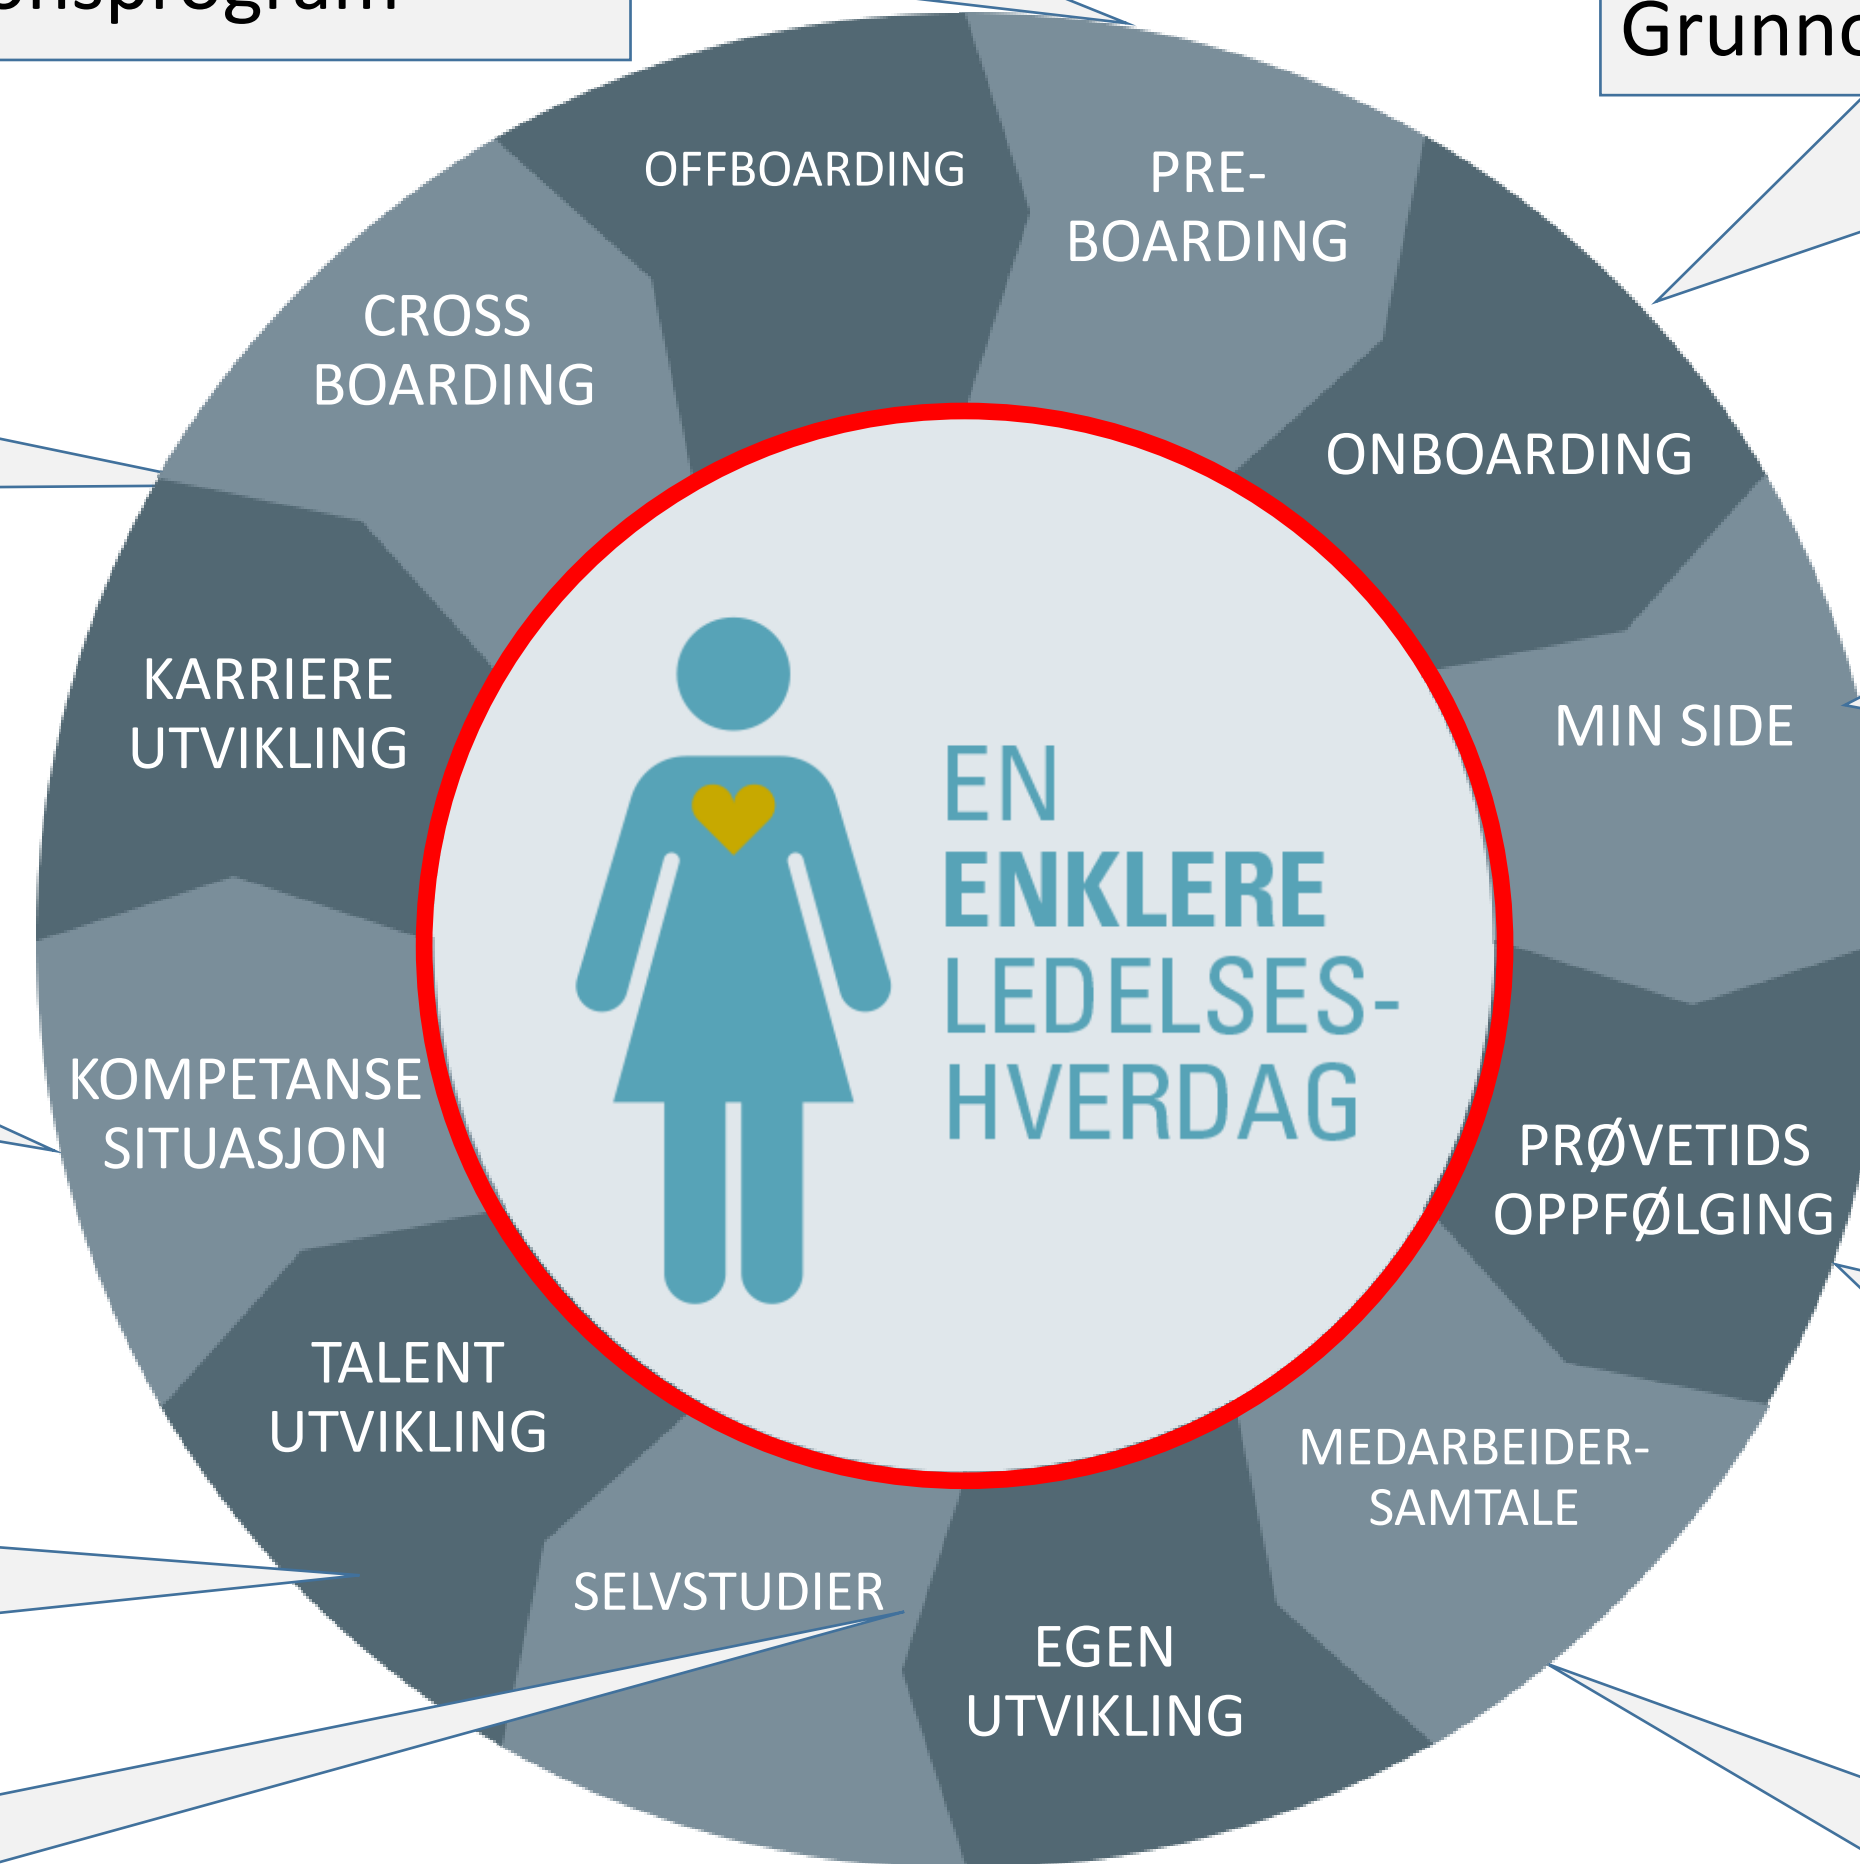 OFFBOARDING
PRE-
BOARDING
ONBOARDING
MIN SIDE
PRØVETIDS
OPPFØLGING
MEDARBEIDER-
SAMTALE
EGEN
UTVIKLING
SELVSTUDIER
TALENT
UTVIKLING
KOMPETANSE
SITUASJON
KARRIERE
UTVIKLING
CROSS
BOARDING
EN
ENKLERE
LEDELSES-
HVERDAG